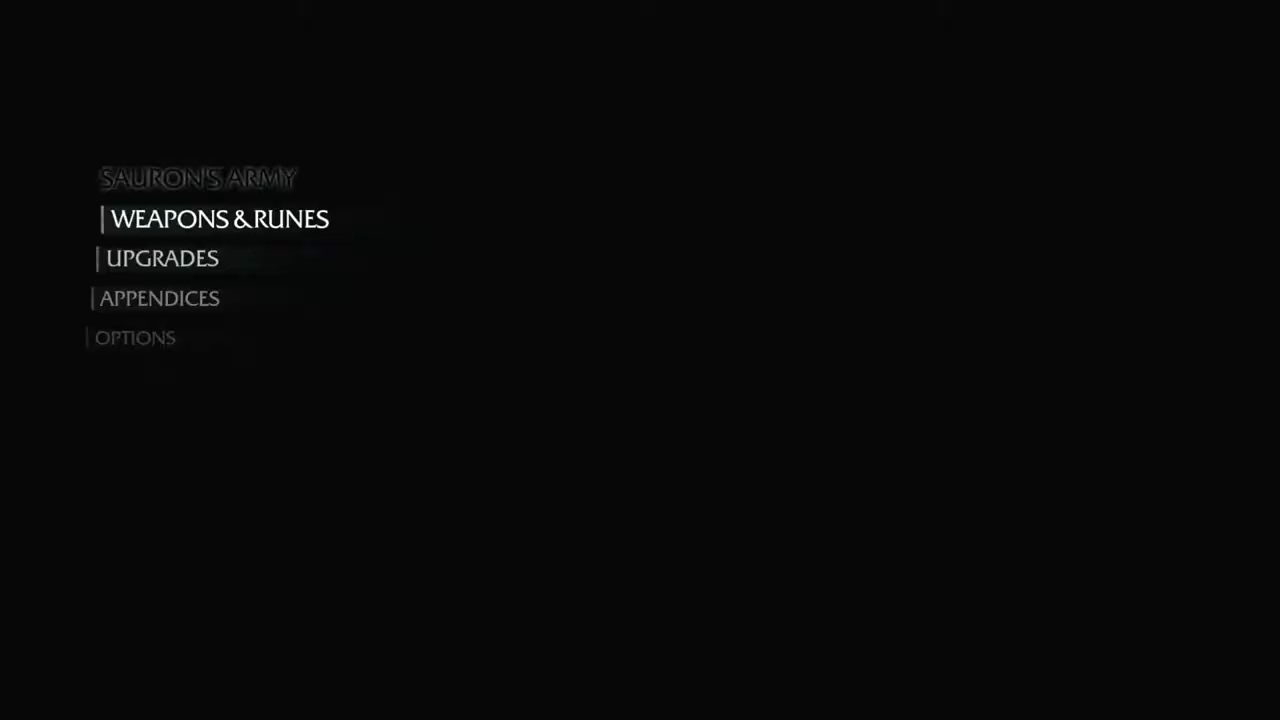 SAURON'S ARMY
WEAPONS & RUNES
UPGRADES
APPENDICES
OPTIONS